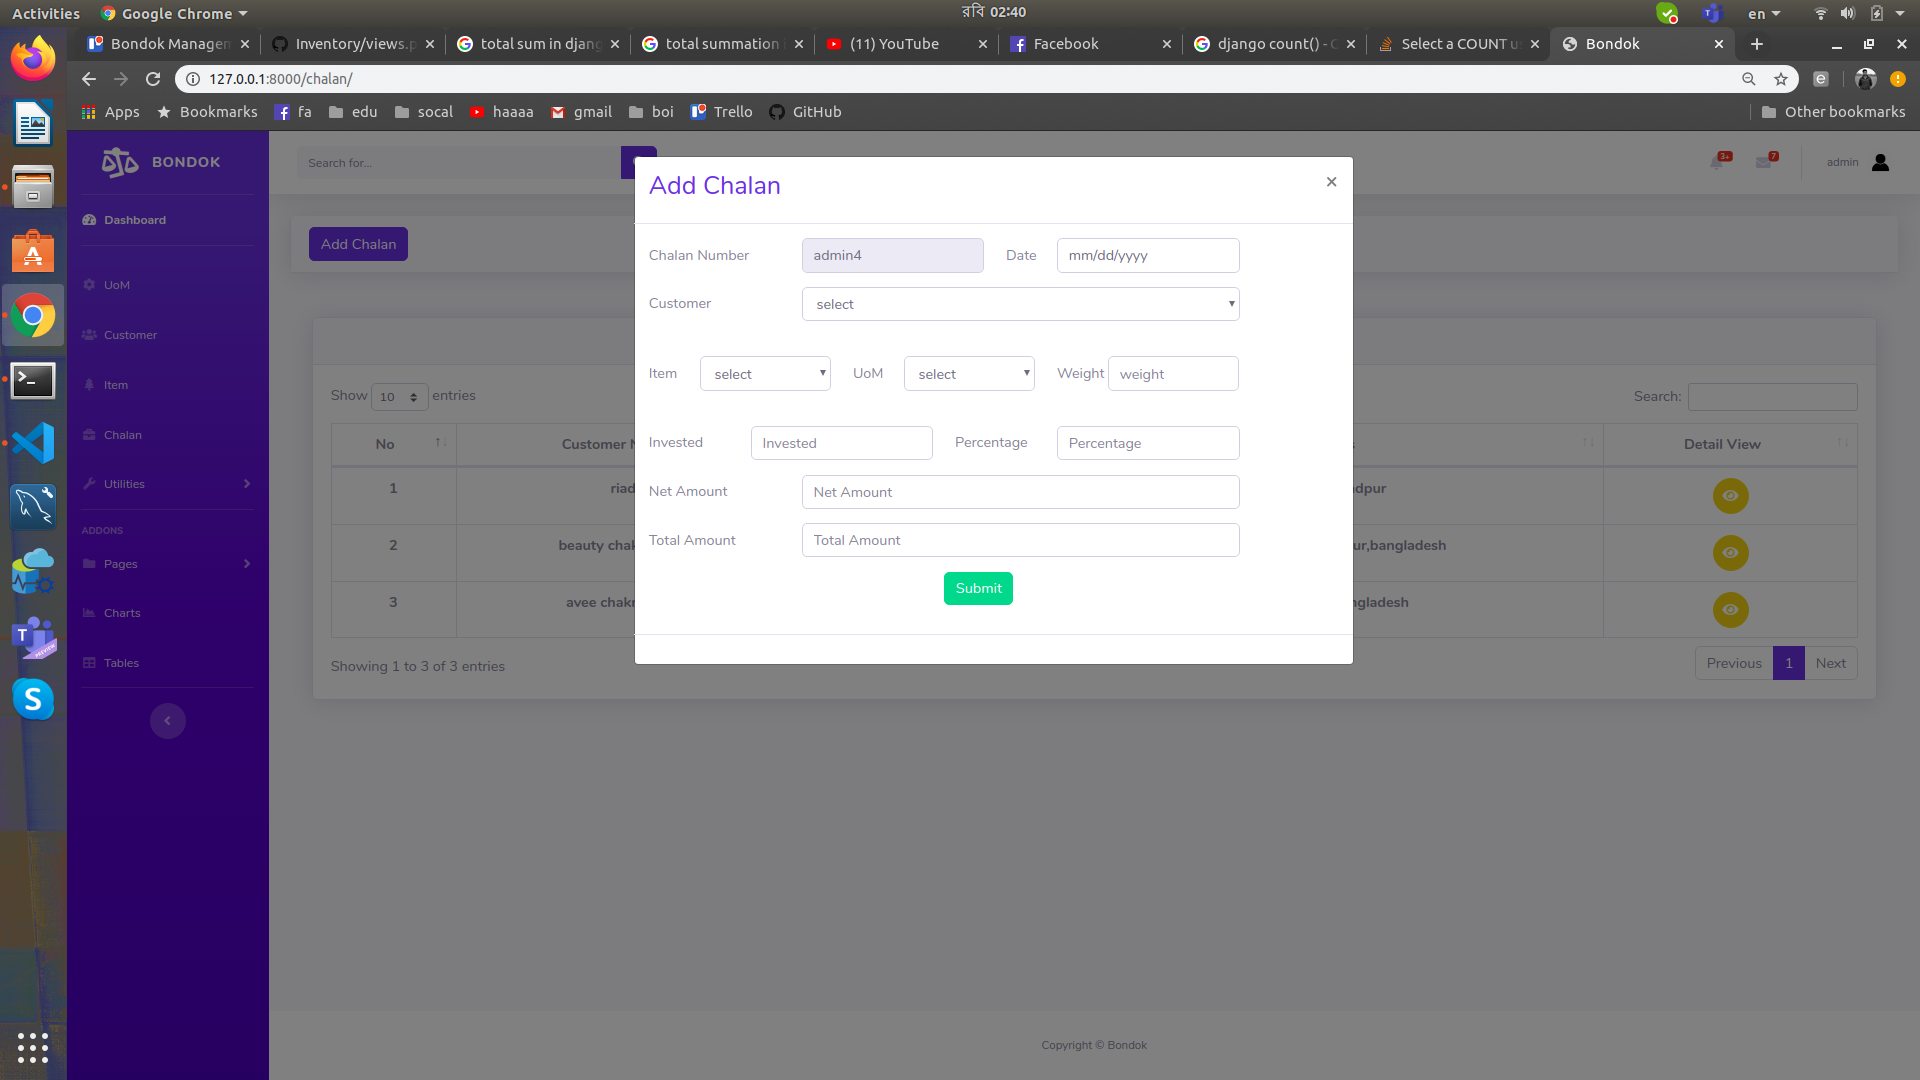 Activities
Google Chrome
রবি 02:40
en
Bondok Managem
Inventory/views.p
total sum in djang
total summation
(11) YouTube
Facebook
django count() - C
Select a COUNT u
Bondok
127.0.0.1:8000/chalan/
Apps
Bookmarks
fa
edu
socal
haaaa
gmail
boi
Trello
GitHub
Other bookmarks
BONDOK
Search for...
3+
7
admin
Dashboard
UoM
Customer
Item
Chalan
Utilities
ADDONS
Pages
Charts
Tables
Add Chalan
Show 10 entries
Search:
No
Customer N
Detail View
1
riad
dpur
2
beauty chak
ur,bangladesh
3
avee chakr
ngladesh
Showing 1 to 3 of 3 entries
Previous 1 Next
Add Chalan
×
Chalan Number admin4 Date mm/dd/yyyy
Customer select
Item select UoM select Weight weight
Invested Invested Percentage Percentage
Net Amount Net Amount
Total Amount Total Amount
Submit
Copyright © Bondok